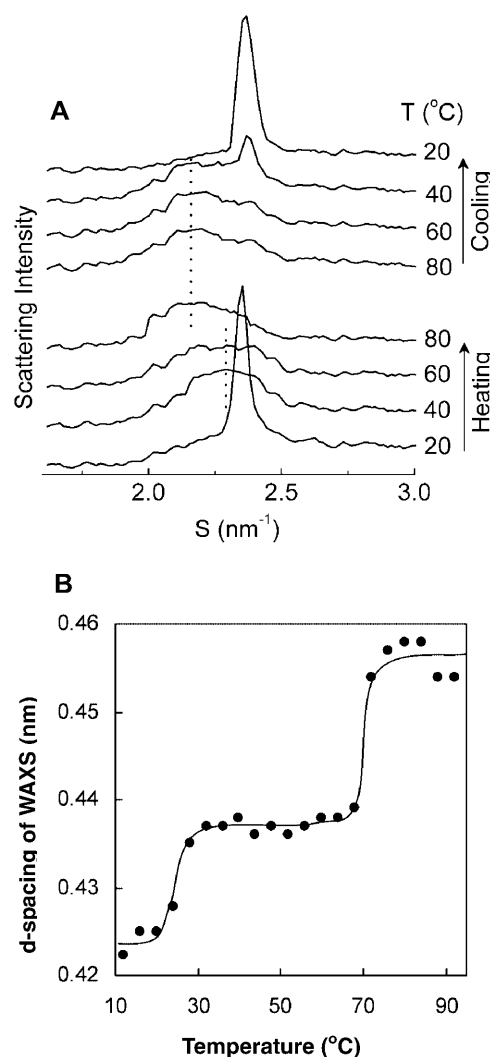 A
T (°C)
20
40
60
80
Cooling
80
60
40
20
Heating
Scattering Intensity
2.0 2.5 3.0
S (nm⁻¹)
B
0.46
0.45
0.44
0.43
0.42
d-spacing of WAXS (nm)
10 30 50 70 90
Temperature (°C)